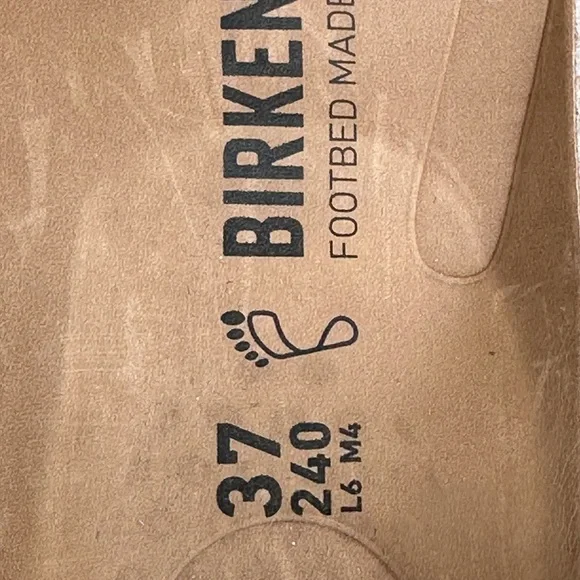 BIRKEN
FOOTBED MADE
37
240
L6 M4